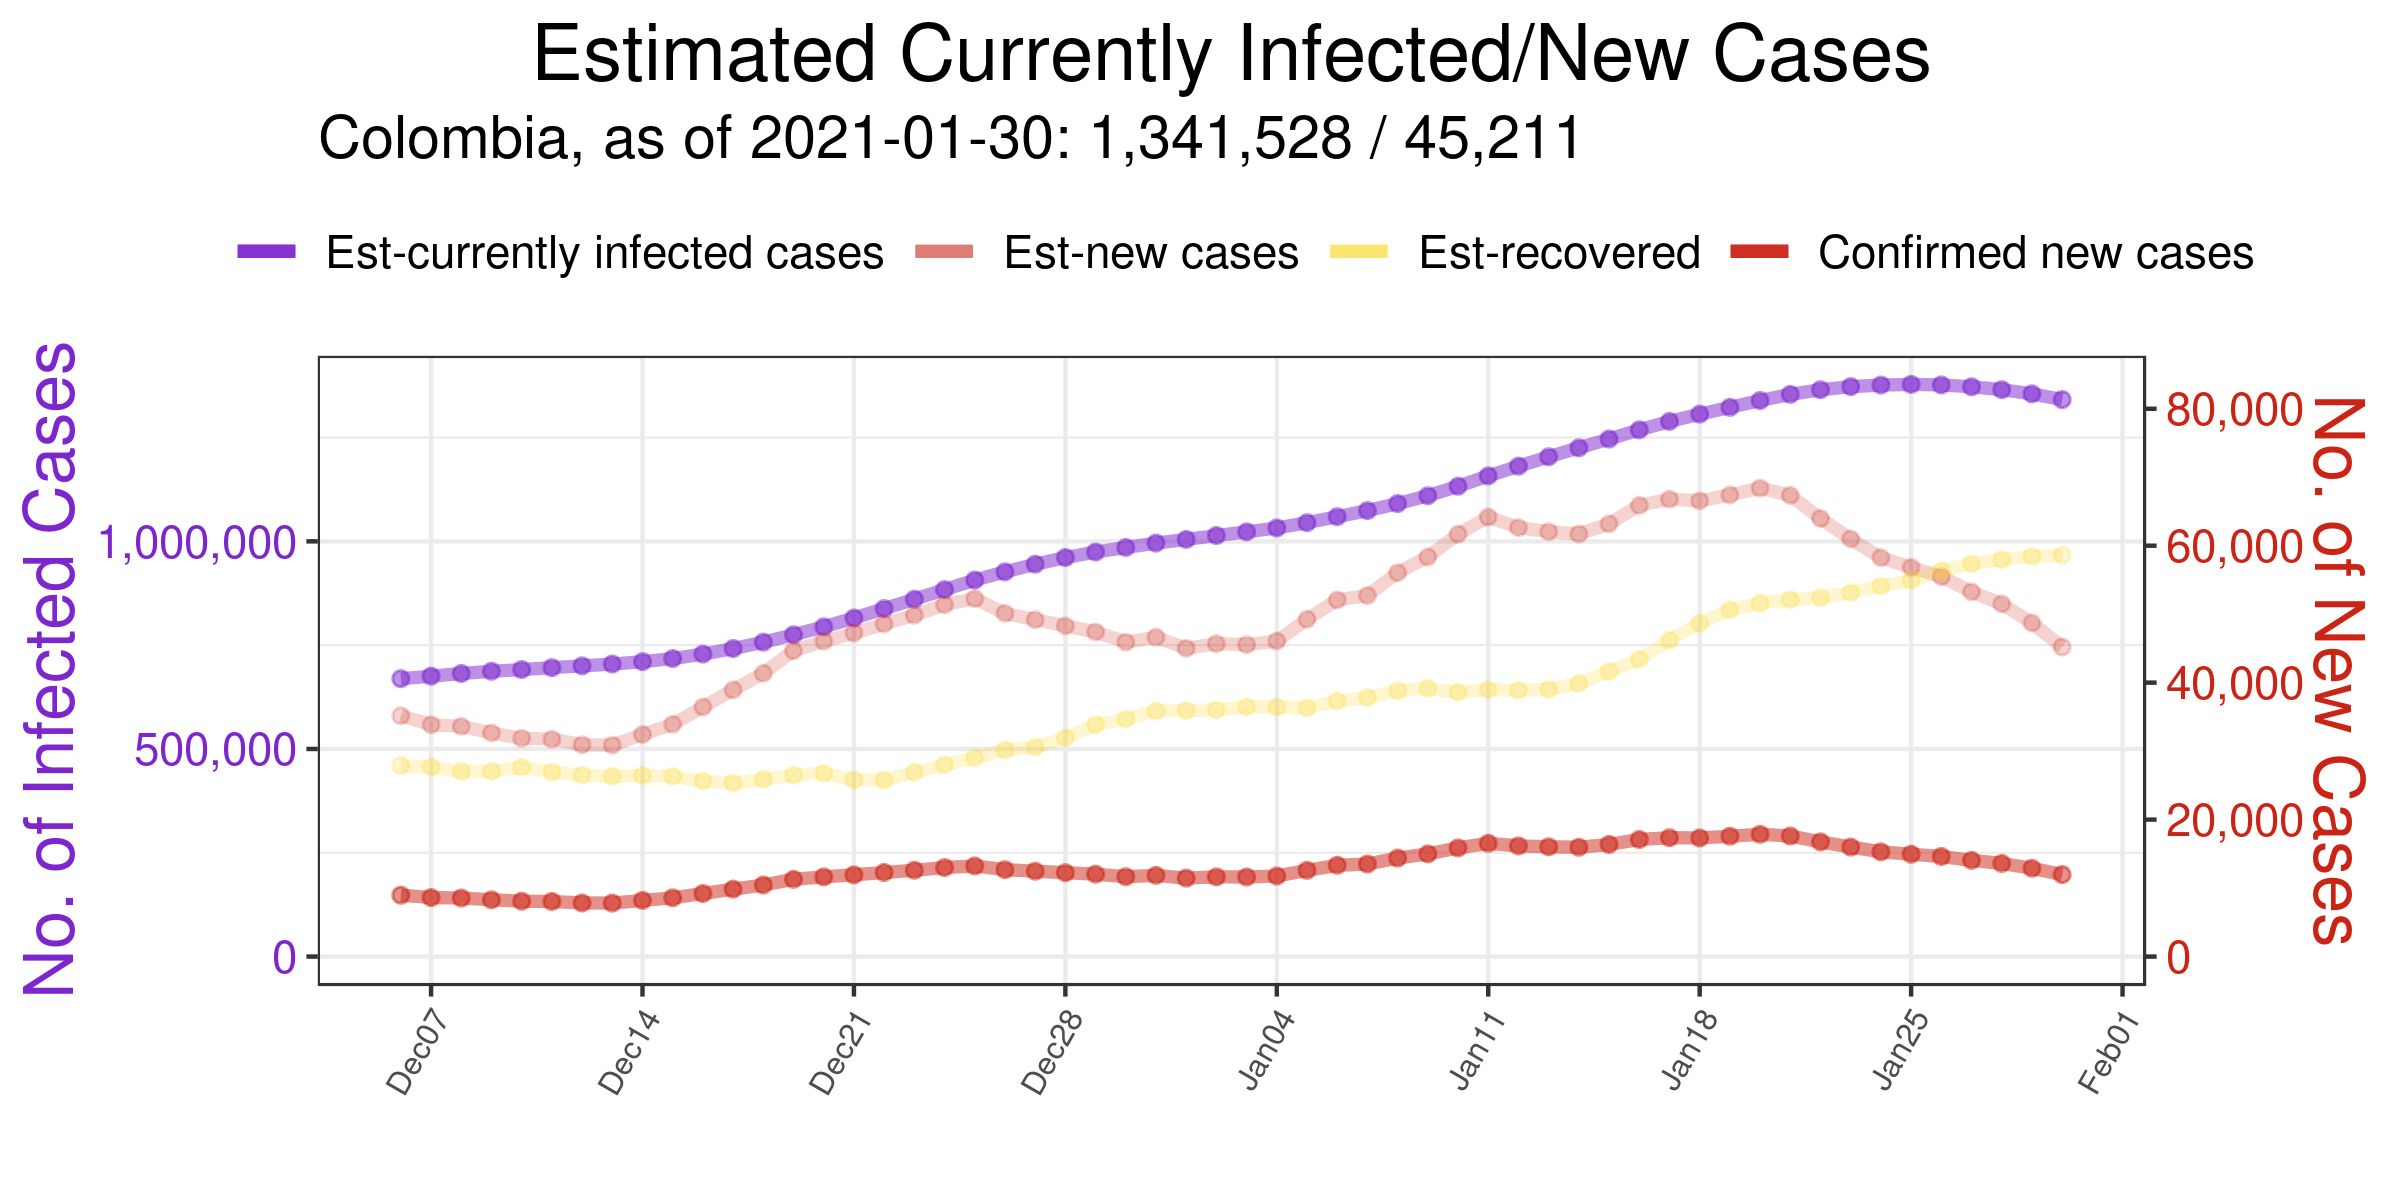 Estimated Currently Infected/New Cases
Colombia, as of 2021-01-30: 1,341,528 / 45,211
Est-currently infected cases Est-new cases Est-recovered Confirmed new cases
No. of Infected Cases
1,000,000
500,000
0
80,000
60,000
40,000
20,000
0
No. of New Cases
Dec07 Dec14 Dec21 Dec28 Jan04 Jan11 Jan18 Jan25 Feb01